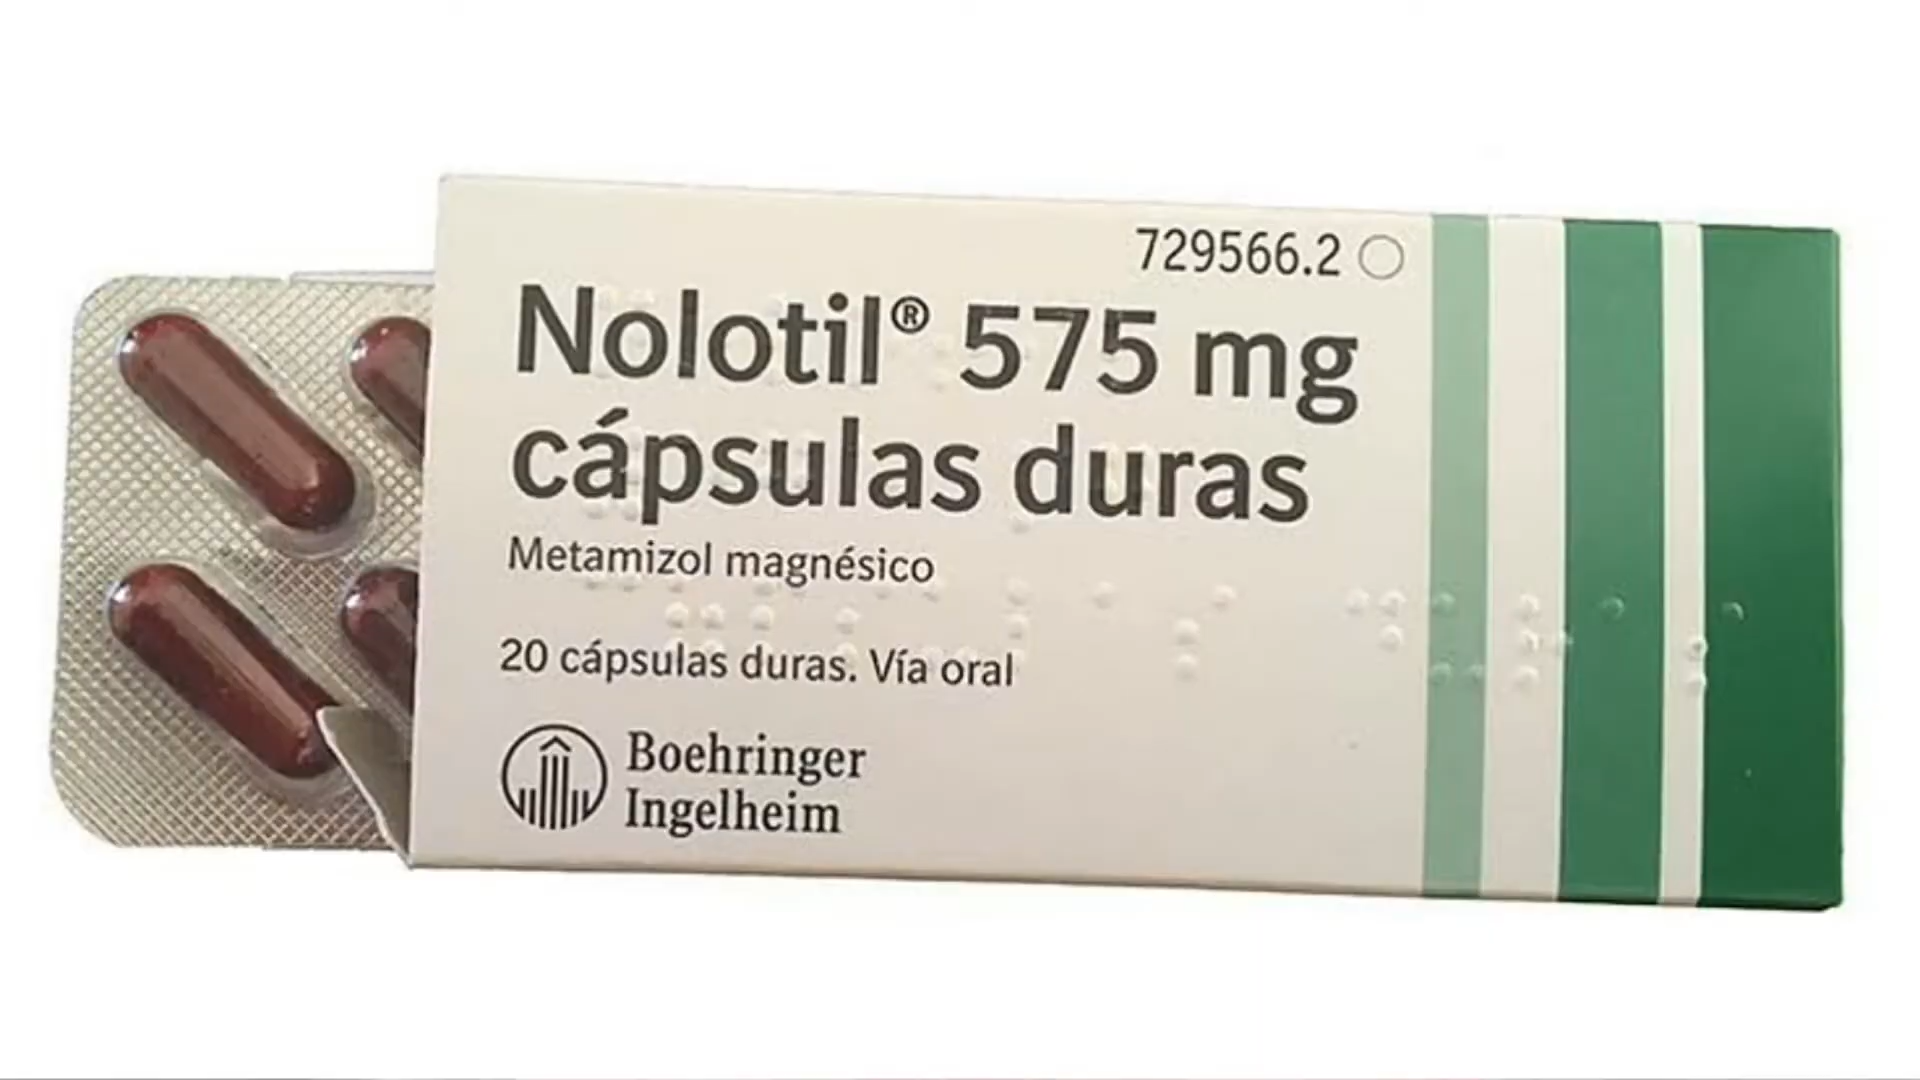 729566.2
Nolotil® 575 mg
cápsulas duras
Metamizol magnésico
20 cápsulas duras. Vía oral
Boehringer
Ingelheim